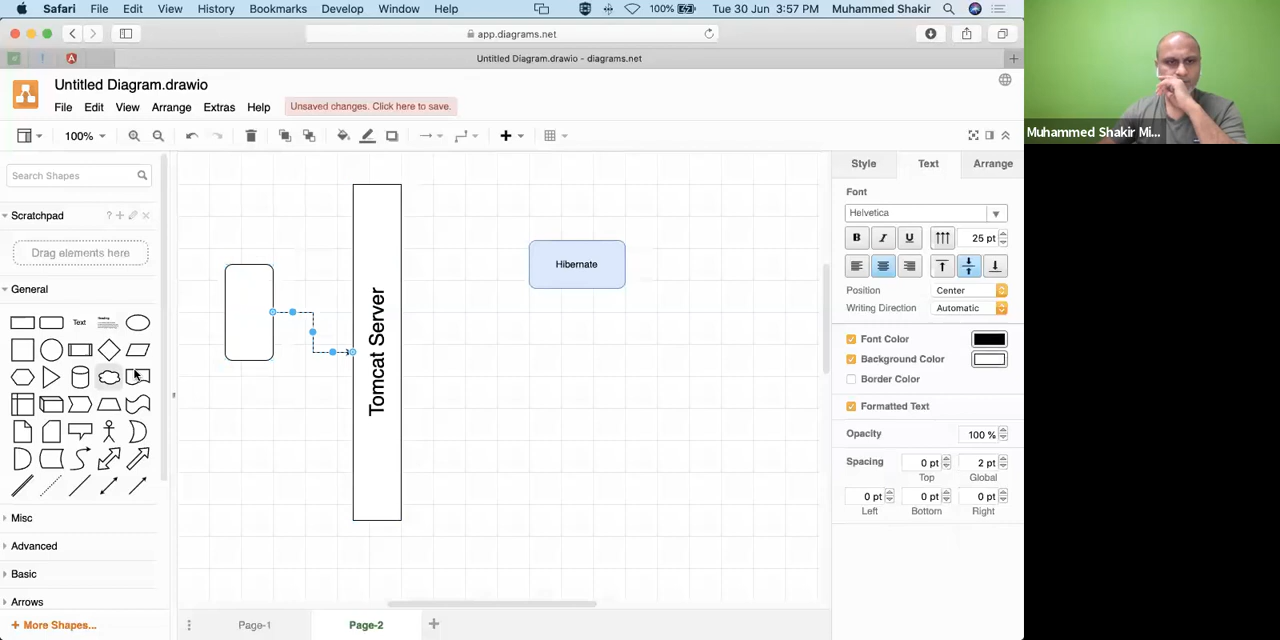 Safari File Edit View History Bookmarks Develop Window Help 100% Tue 30 Jun 3:57 PM Muhammed Shakir
app.diagrams.net
Untitled Diagram.drawio - diagrams.net
Untitled Diagram.drawio
File Edit View Arrange Extras Help Unsaved changes. Click here to save.
100%
Search Shapes
Scratchpad
Drag elements here
General
Text
Misc
Advanced
Basic
Arrows
+ More Shapes...
Tomcat Server
Hibernate
Page-1 Page-2
Style Text Arrange
Font
Helvetica
B I U 25 pt
Position Center
Writing Direction Automatic
Font Color
Background Color
Border Color
Formatted Text
Opacity 100 %
Spacing 0 pt 2 pt
Top Global
0 pt 0 pt 0 pt
Left Bottom Right
Muhammed Shakir Mi...